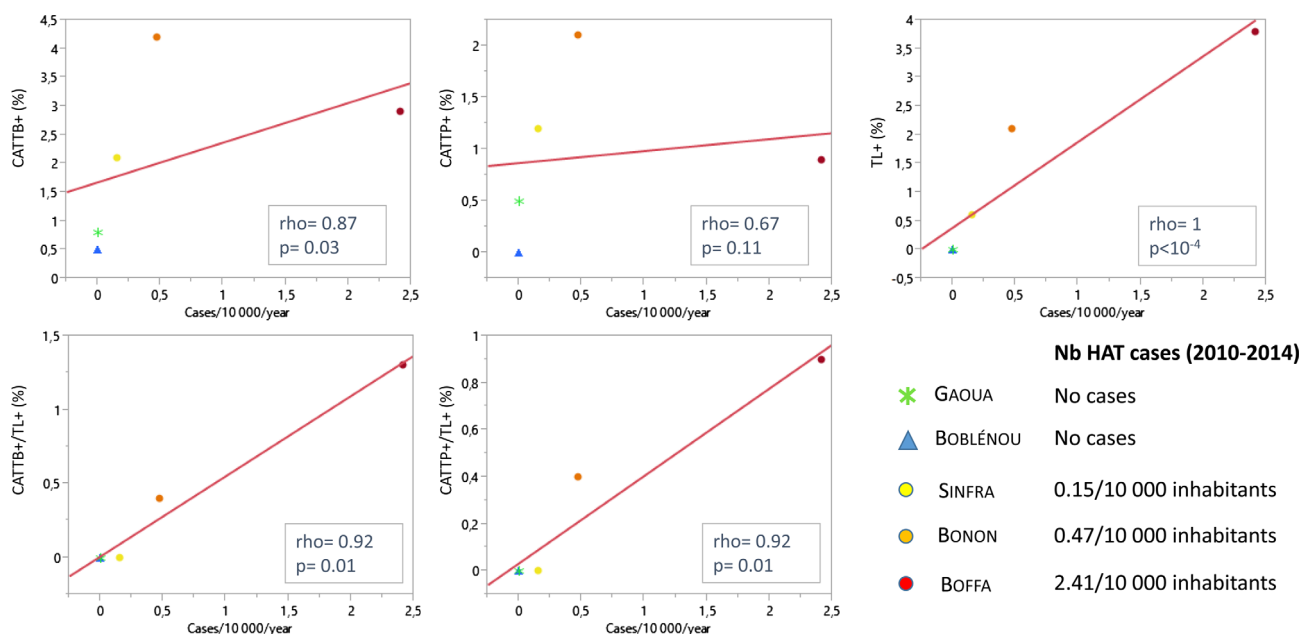 CATTB+ (%)
4,5
4
3,5
3
2,5
2
1,5
1
0,5
0
rho= 0.87
p= 0.03
0
0,5
1
1,5
2
2,5
Cases/10 000/year
CATTP+ (%)
2
1,5
1
0,5
0
rho= 0.67
p= 0.11
0
0,5
1
1,5
2
2,5
Cases/10 000/year
TL+ (%)
4
3,5
3
2,5
2
1,5
1
0,5
0
-0,5
rho= 1
p<10-4
0
0,5
1
1,5
2
2,5
Cases/10 000/year
CATTB+/TL+ (%)
1,5
1
0,5
0
rho= 0.92
p= 0.01
0
0,5
1
1,5
2
2,5
Cases/10 000/year
CATTP+/TL+ (%)
1
0,8
0,6
0,4
0,2
0
rho= 0.92
p= 0.01
0
0,5
1
1,5
2
2,5
Cases/10 000/year
Nb HAT cases (2010-2014)
GAOUA No cases
BOBLÉNOU No cases
SINFRA 0.15/10 000 inhabitants
BONON 0.47/10 000 inhabitants
BOFFA 2.41/10 000 inhabitants